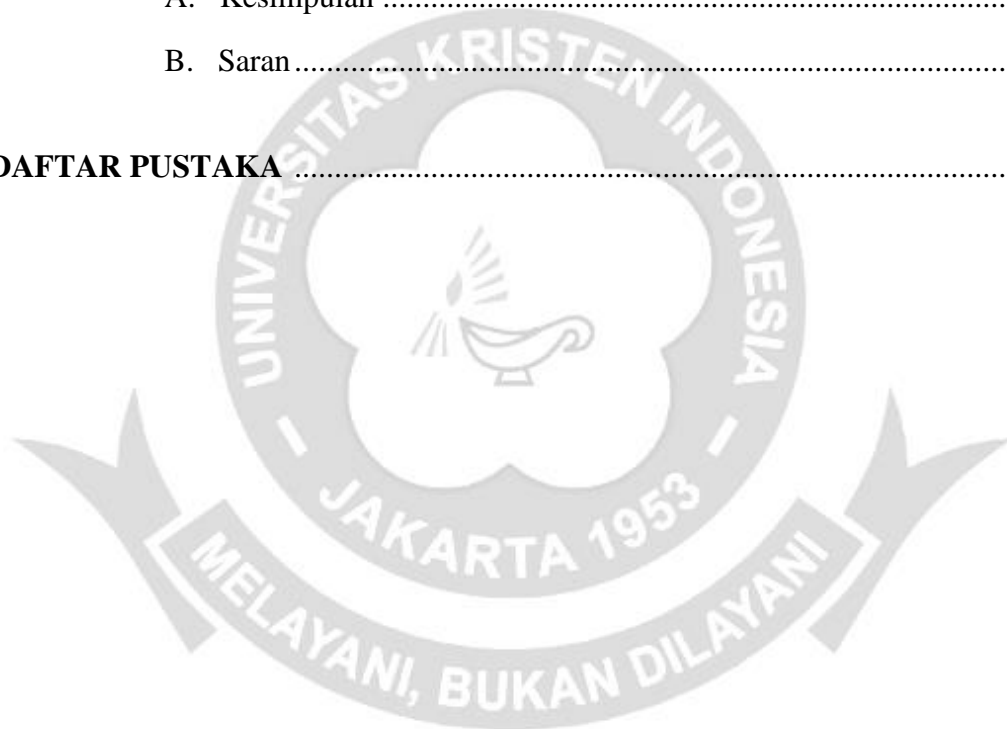 A. Kesimpulan ........................................................................................
B. Saran ........................................................................................
DAFTAR PUSTAKA ........................................................................................
UNIVERSITAS KRISTEN INDONESIA
- JAKARTA 1953 -
MELAYANI, BUKAN DILAYANI